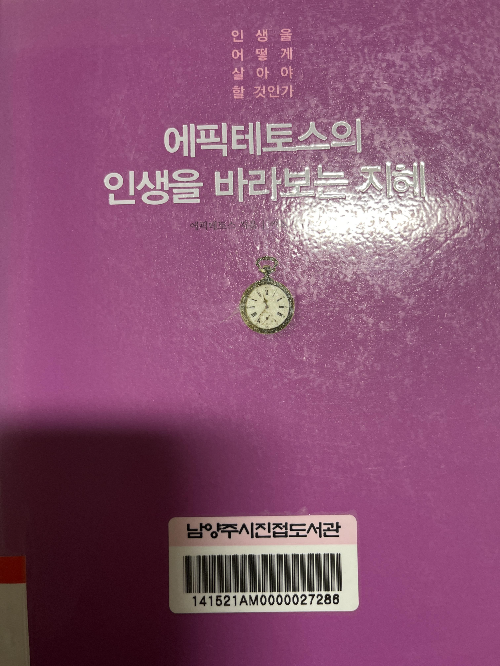 인생을
어떻게
살아야
할 것인가
에픽테토스의
인생을 바라보는 지혜
남양주시진접도서관
141521AM0000027286